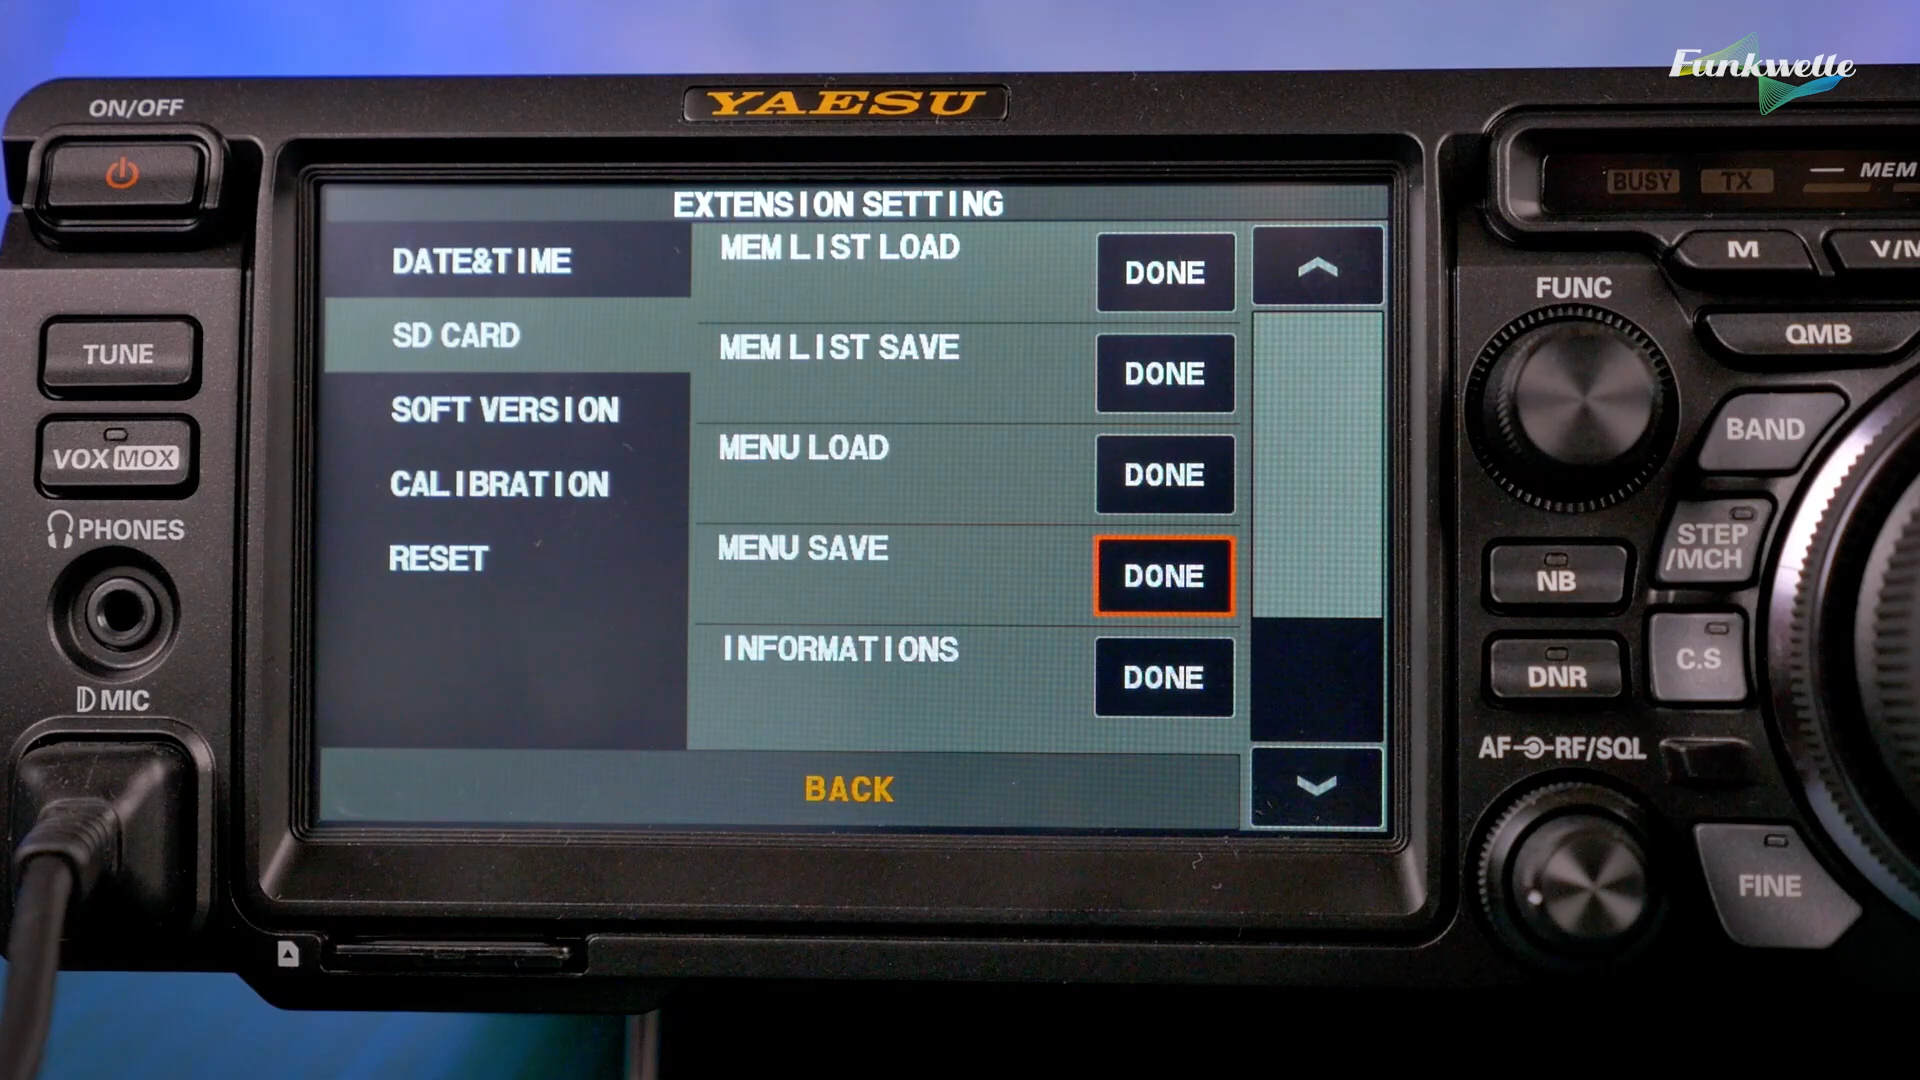 Funkwelle
ON/OFF
YAESU
BUSY TX MEM
M
TUNE
VOX MOX
PHONES
MIC
EXTENSION SETTING
DATE&TIME
SD CARD
SOFT VERSION
CALIBRATION
RESET
MEM LIST LOAD DONE
MEM LIST SAVE DONE
MENU LOAD DONE
MENU SAVE DONE
INFORMATIONS DONE
BACK
FUNC
QMB
BAND
STEP
/MCH
NB
C.S
DNR
AF RF/SQL
FINE